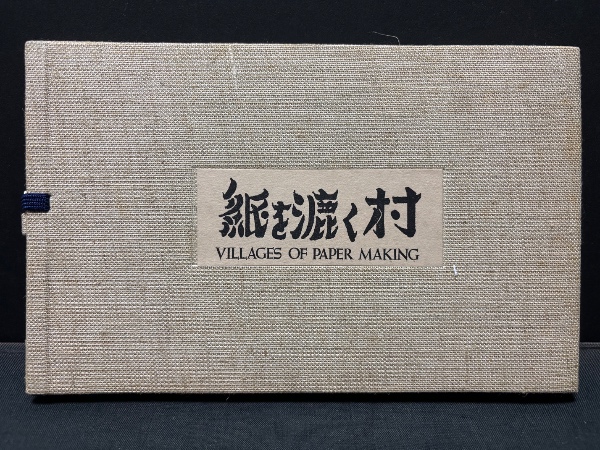 紙を漉く村
VILLAGES OF PAPER MAKING